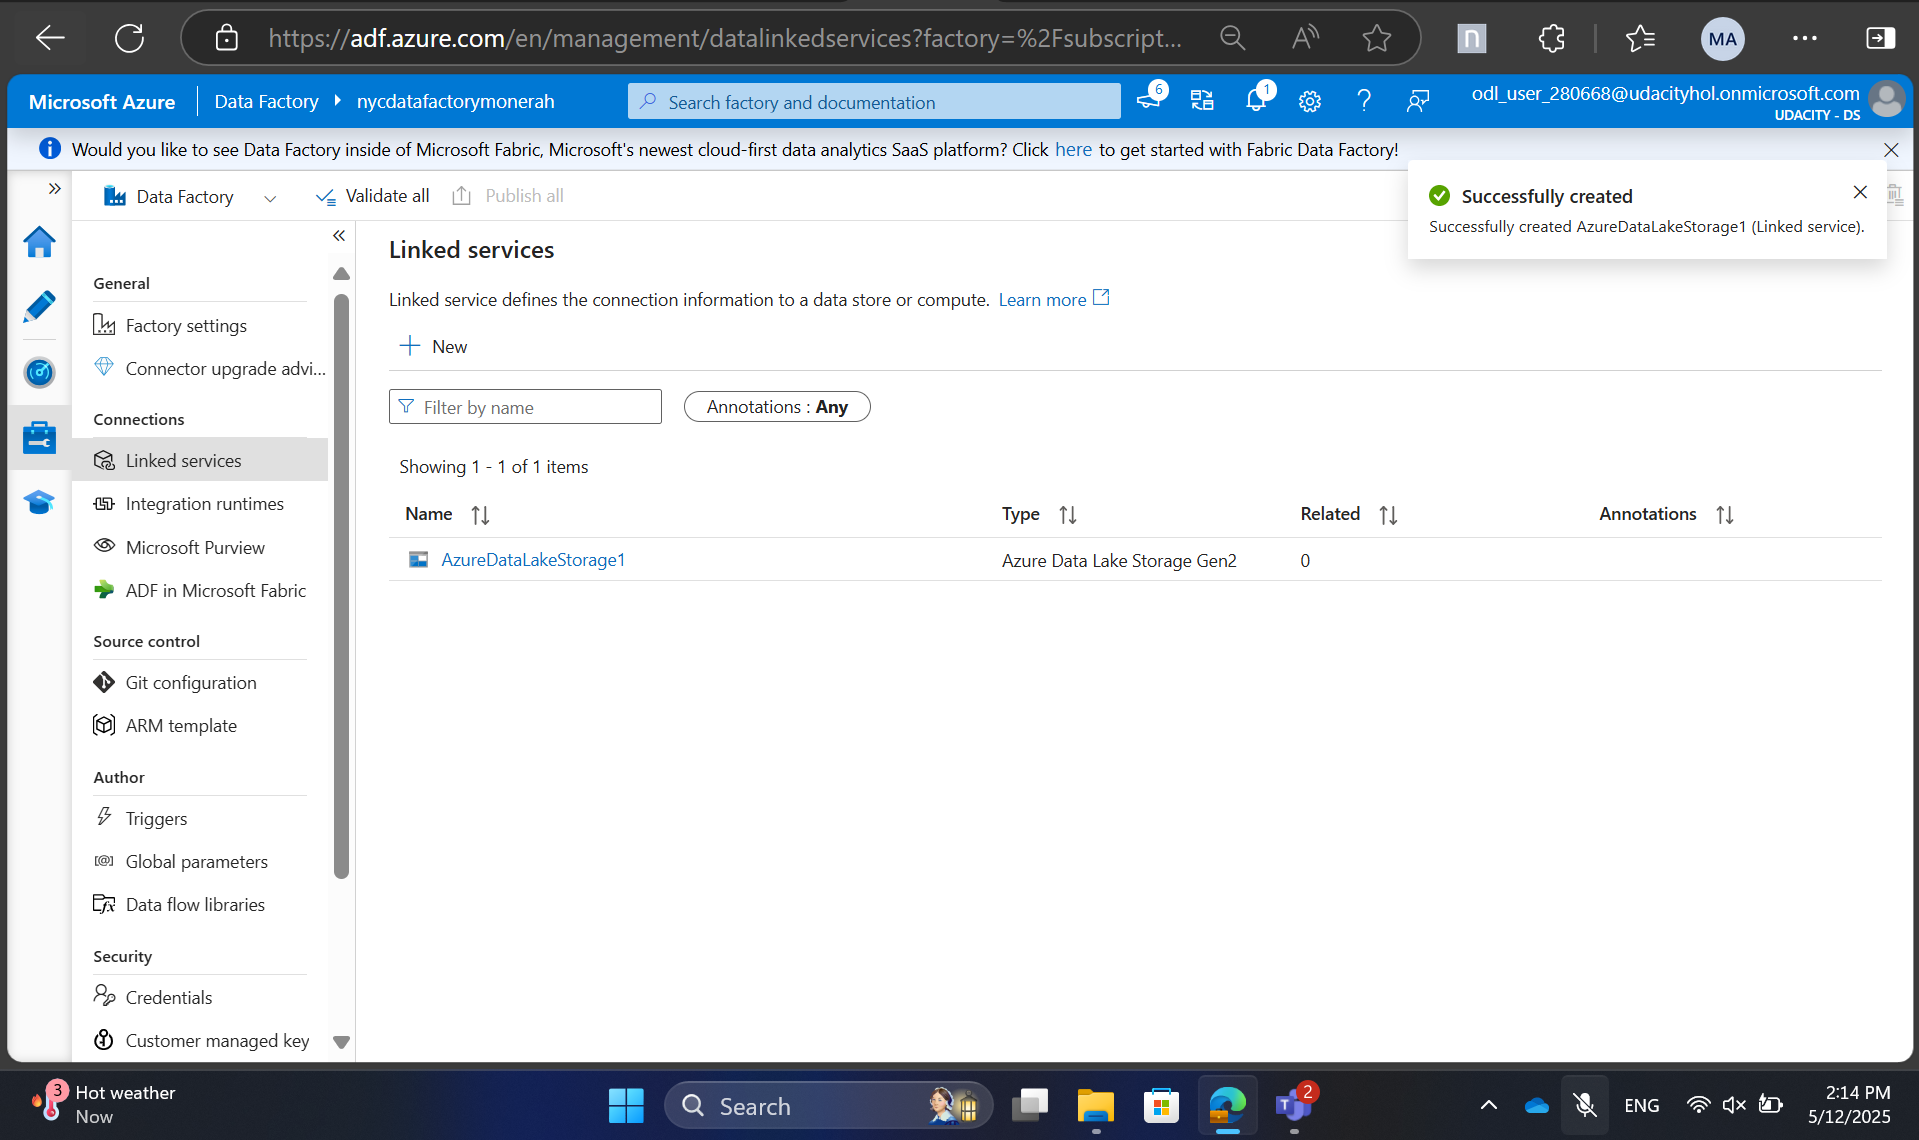 https://adf.azure.com/en/management/datalinkedservices?factory=%2Fsubscript...
A
n
MA
Microsoft Azure
Data Factory
nycdatafactorymonerah
Search factory and documentation
6
1
odl_user_280668@udacityhol.onmicrosoft.com
UDACITY - DS
Would you like to see Data Factory inside of Microsoft Fabric, Microsoft's newest cloud-first data analytics SaaS platform? Click here to get started with Fabric Data Factory!
Data Factory
Validate all
Publish all
Successfully created
Successfully created AzureDataLakeStorage1 (Linked service).
General
Factory settings
Connector upgrade advi...
Connections
Linked services
Integration runtimes
Microsoft Purview
ADF in Microsoft Fabric
Source control
Git configuration
ARM template
Author
Triggers
Global parameters
Data flow libraries
Security
Credentials
Customer managed key
Linked services
Linked service defines the connection information to a data store or compute. Learn more
New
Filter by name
Annotations : Any
Showing 1 - 1 of 1 items
Name Type Related Annotations
AzureDataLakeStorage1 Azure Data Lake Storage Gen2 0
3
Hot weather
Now
Search
T
2
ENG
2:14 PM
5/12/2025